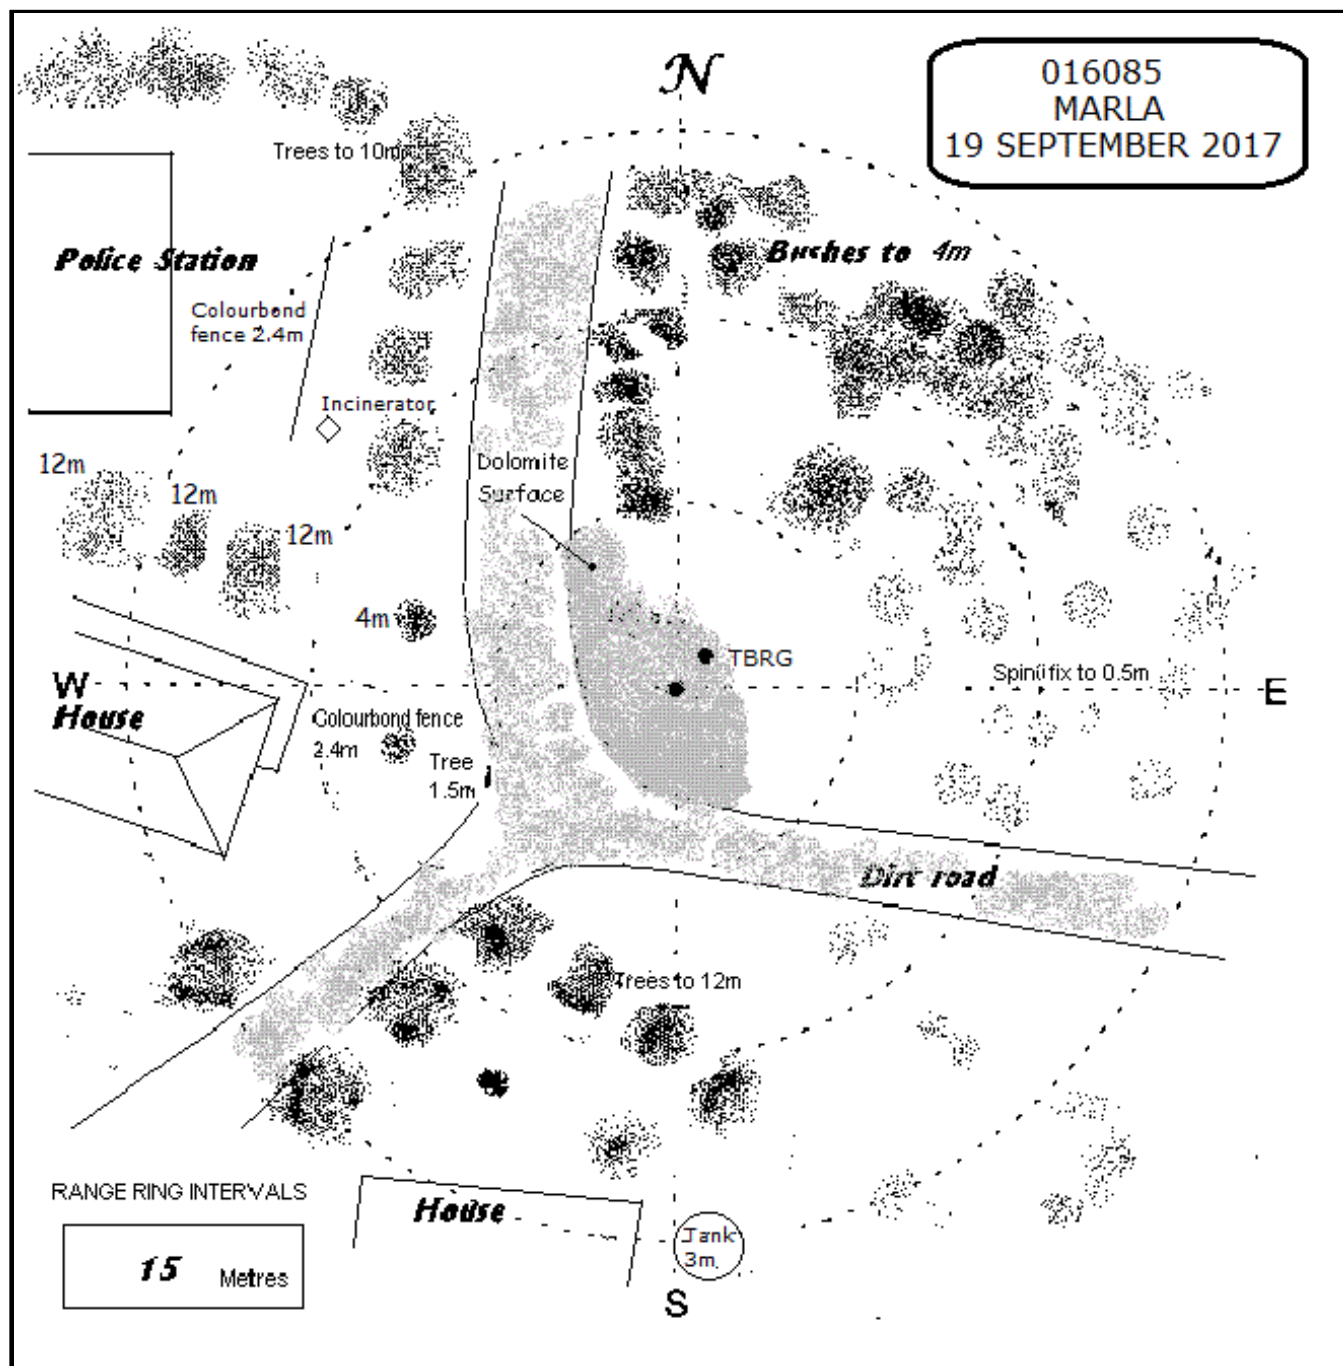 N
016085
MARLA
19 SEPTEMBER 2017
Trees to 10m
Police Station
Bushes to 4m
Colourbond
fence 2.4m
Incinerator
12m
12m
12m
Dolomite
Surface
4m
TBRG
W
E
Spinifix to 0.5m
House
Colourbond fence
2.4m
Tree
1.5m
Dirt road
Trees to 12m
RANGE RING INTERVALS
15 Metres
House
Tank
3m
S